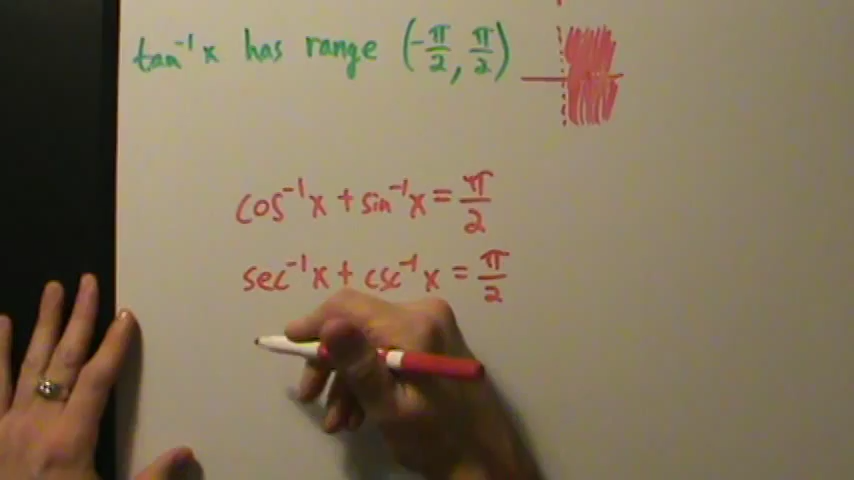 tan⁻¹x has range (-π/2, π/2)
cos⁻¹x + sin⁻¹x = π/2
sec⁻¹x + csc⁻¹x = π/2